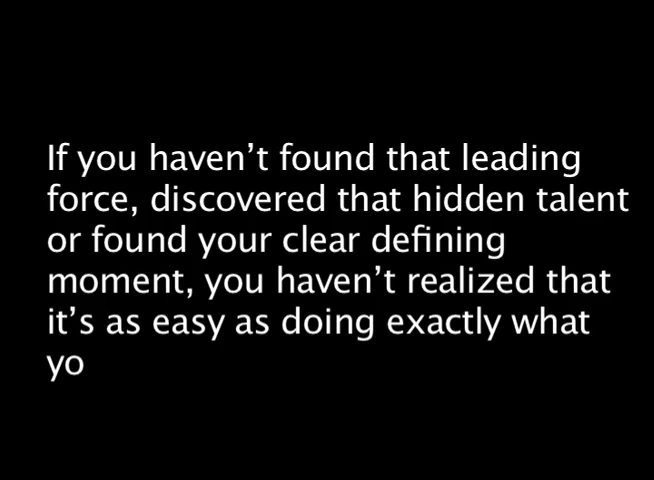 If you haven’t found that leading
force, discovered that hidden talent
or found your clear defining
moment, you haven’t realized that
it’s as easy as doing exactly what
yo